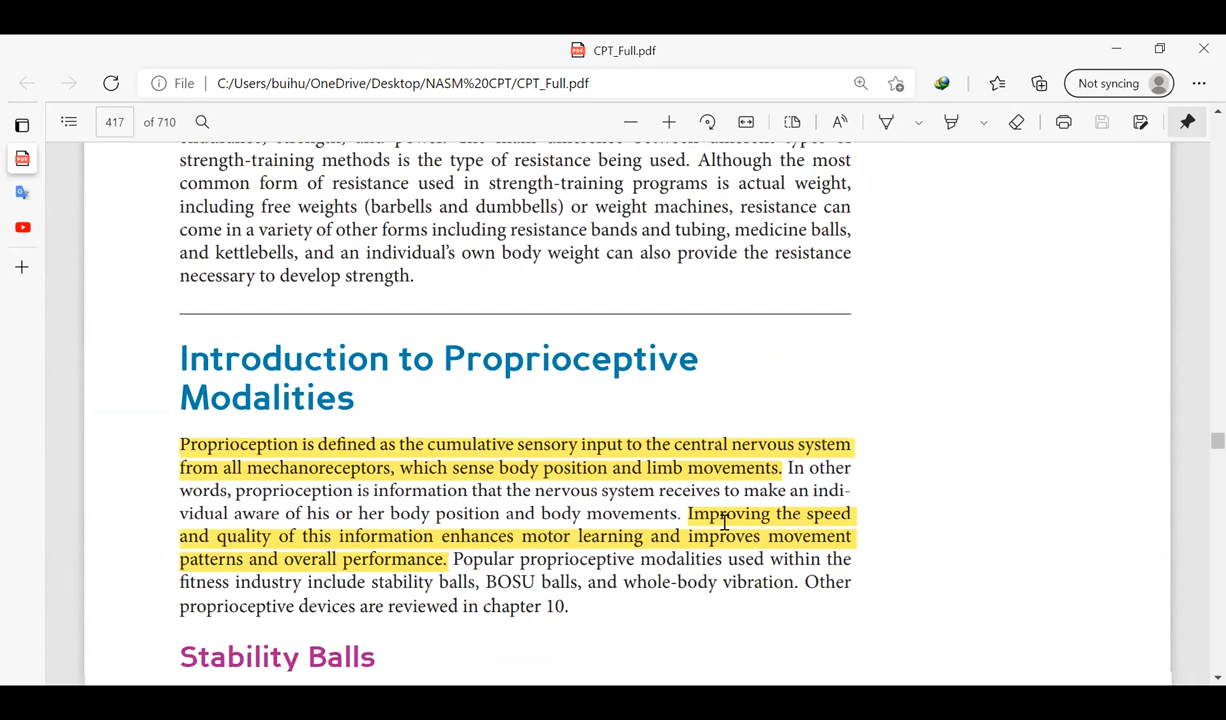 CPT_Full.pdf
File C:/Users/buihu/OneDrive/Desktop/NASM%20CPT/CPT_Full.pdf
Not syncing
417 of 710
strength-training methods is the type of resistance being used. Although the most
common form of resistance used in strength-training programs is actual weight,
including free weights (barbells and dumbbells) or weight machines, resistance can
come in a variety of other forms including resistance bands and tubing, medicine balls,
and kettlebells, and an individual's own body weight can also provide the resistance
necessary to develop strength.
Introduction to Proprioceptive
Modalities
Proprioception is defined as the cumulative sensory input to the central nervous system
from all mechanoreceptors, which sense body position and limb movements. In other
words, proprioception is information that the nervous system receives to make an indi-
vidual aware of his or her body position and body movements. Improving the speed
and quality of this information enhances motor learning and improves movement
patterns and overall performance. Popular proprioceptive modalities used within the
fitness industry include stability balls, BOSU balls, and whole-body vibration. Other
proprioceptive devices are reviewed in chapter 10.
Stability Balls